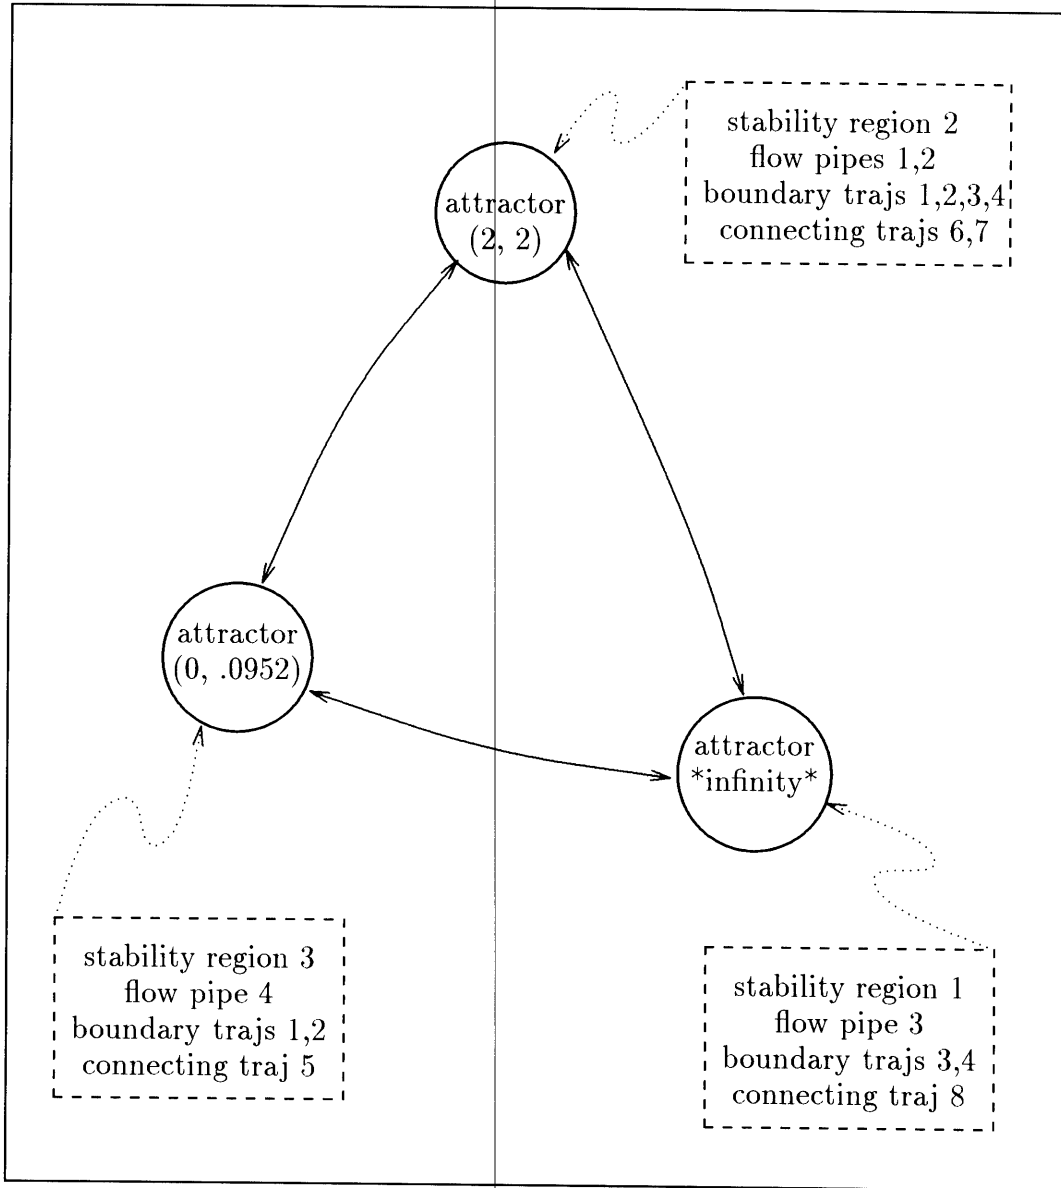 stability region 2
flow pipes 1,2
boundary trajs 1,2,3,4
connecting trajs 6,7
attractor
(2, 2)
attractor
(0, .0952)
attractor
*infinity*
stability region 3
flow pipe 4
boundary trajs 1,2
connecting traj 5
stability region 1
flow pipe 3
boundary trajs 3,4
connecting traj 8